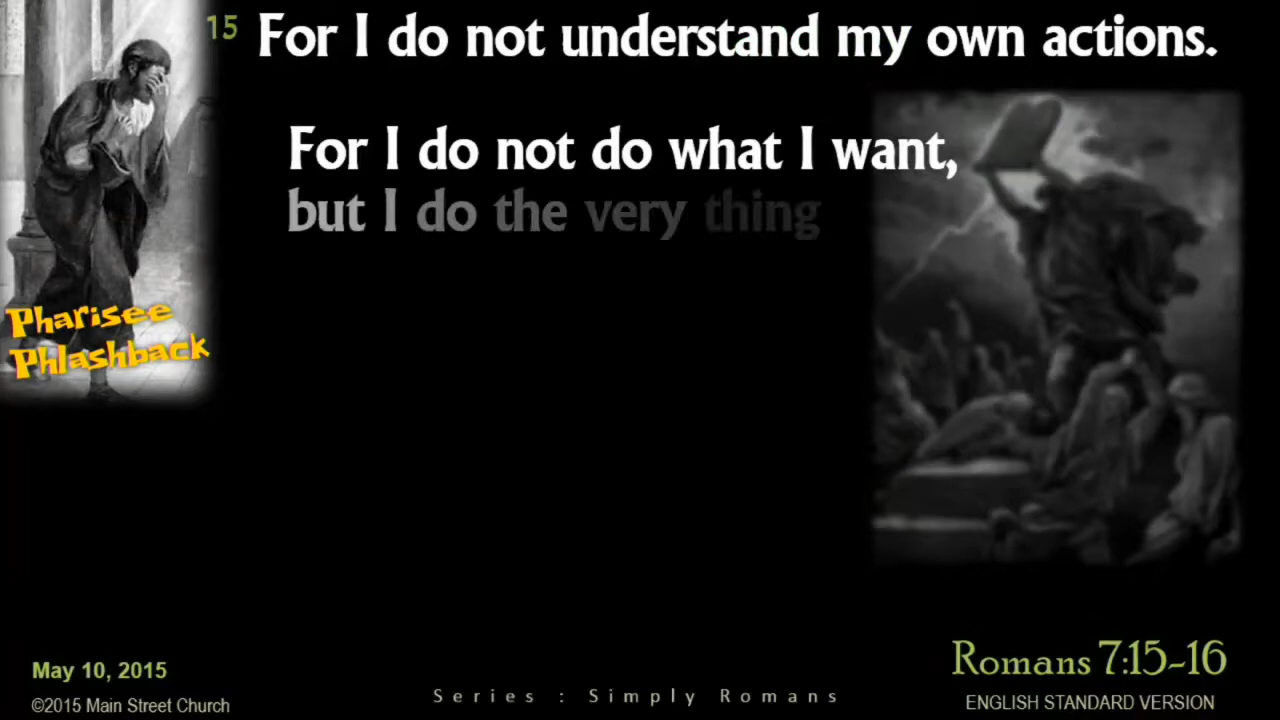 15 For I do not understand my own actions.
For I do not do what I want,
but I do the very thing
Pharisee
Phlashback
May 10, 2015
©2015 Main Street Church
Series : Simply Romans
Romans 7:15-16
ENGLISH STANDARD VERSION